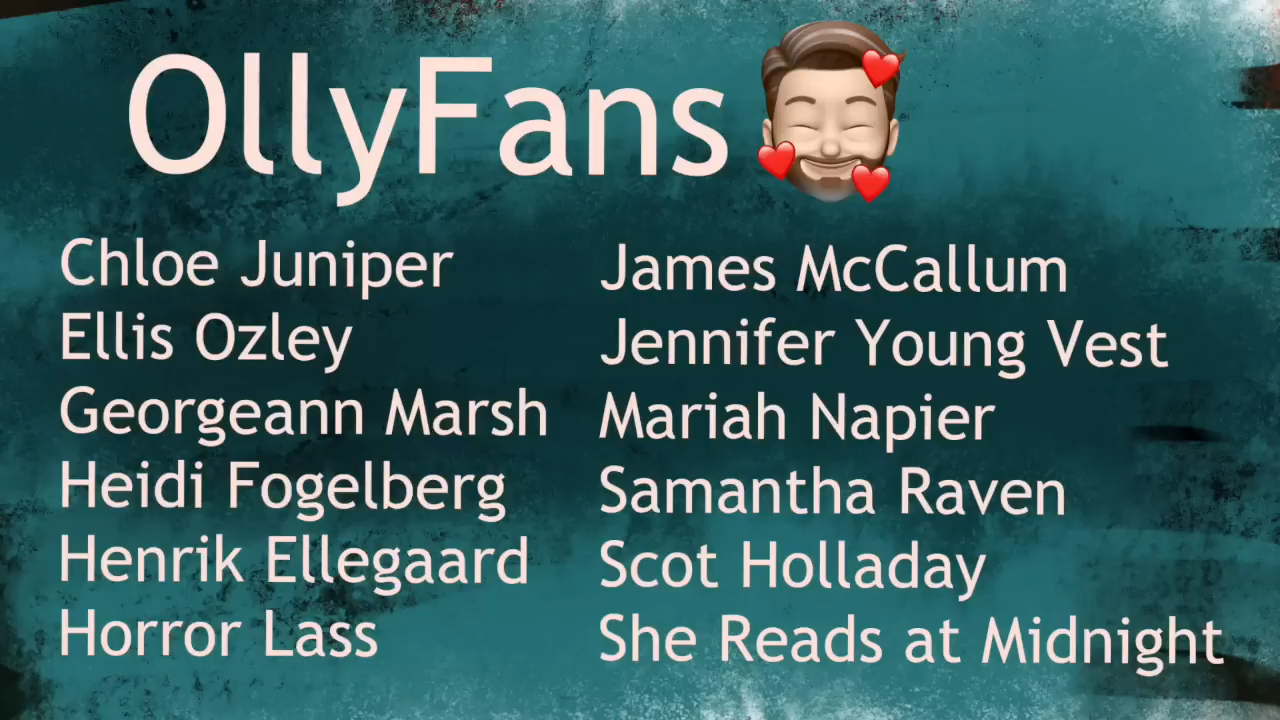 OllyFans
Chloe Juniper
Ellis Ozley
Georgeann Marsh
Heidi Fogelberg
Henrik Ellegaard
Horror Lass
James McCallum
Jennifer Young Vest
Mariah Napier
Samantha Raven
Scot Holladay
She Reads at Midnight